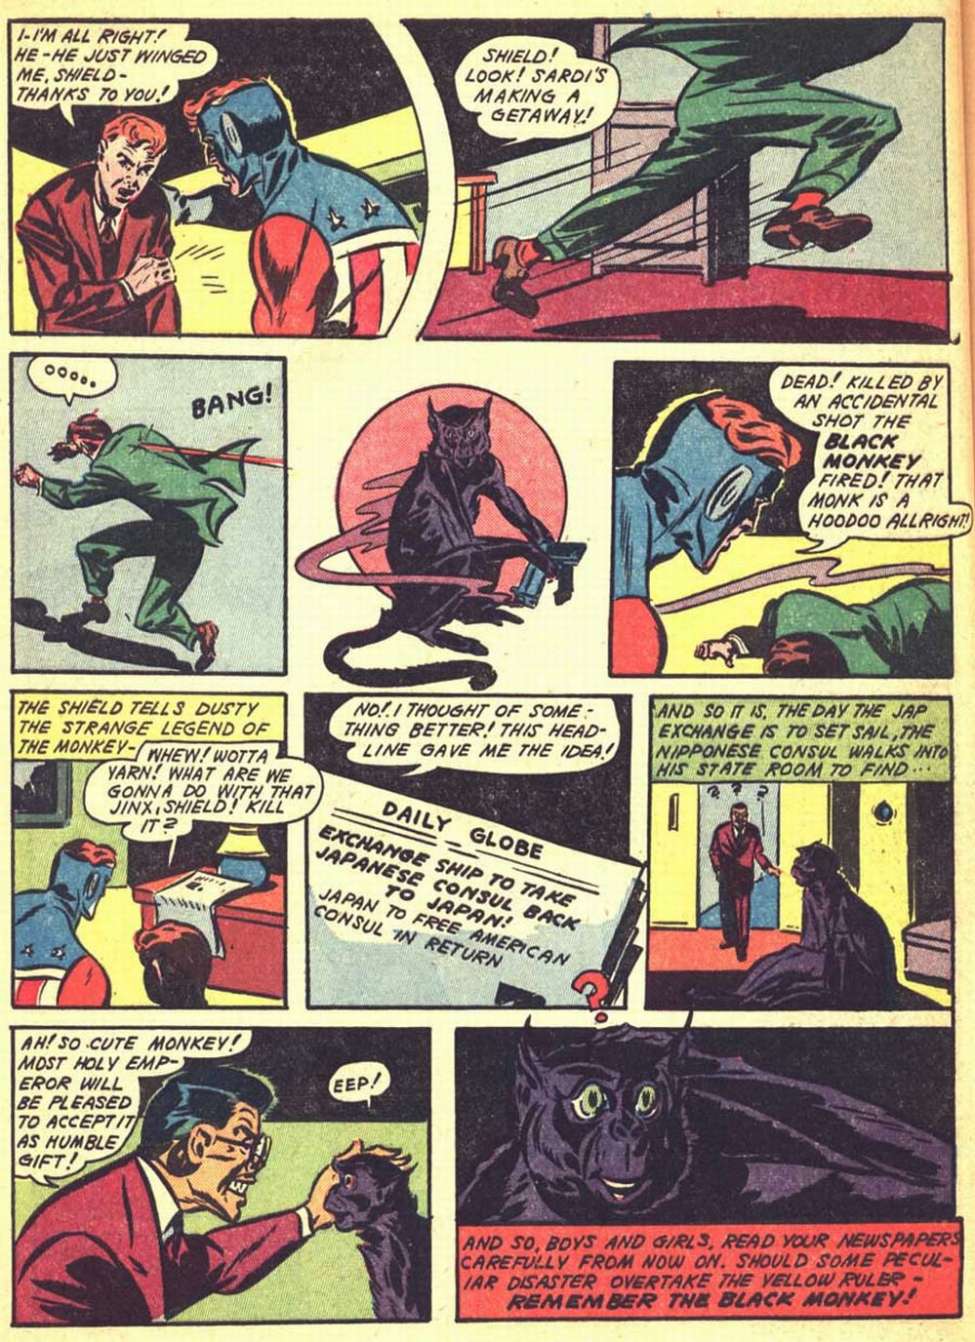 I-I'M ALL RIGHT!
HE-HE JUST WINGED
ME, SHIELD-
THANKS TO YOU!
SHIELD!
LOOK! SARDI'S
MAKING A
GETAWAY!
BANG!
DEAD! KILLED BY
AN ACCIDENTAL
SHOT THE
BLACK
MONKEY
FIRED! THAT
MONK IS A
HOODOO ALLRIGHT!
THE SHIELD TELLS DUSTY
THE STRANGE LEGEND OF
THE MONKEY-
WHEW! WOTTA
YARN! WHAT ARE WE
GONNA DO WITH THAT
JINX, SHIELD! KILL
IT?
NO! I THOUGHT OF SOME-
THING BETTER! THIS HEAD-
LINE GAVE ME THE IDEA!
DAILY GLOBE
EXCHANGE SHIP TO TAKE
JAPANESE CONSUL BACK
TO JAPAN!
JAPAN TO FREE AMERICAN
CONSUL IN RETURN
?
AND SO IT IS, THE DAY THE JAP
EXCHANGE IS TO SET SAIL, THE
NIPPONESE CONSUL WALKS INTO
HIS STATE ROOM TO FIND...
? ? ?
AH! SO CUTE MONKEY!
MOST HOLY EMP-
EROR WILL
BE PLEASED
TO ACCEPT IT
AS HUMBLE
GIFT!
EEP!
AND SO, BOYS AND GIRLS, READ YOUR NEWSPAPERS
CAREFULLY FROM NOW ON. SHOULD SOME PECUL-
IAR DISASTER OVERTAKE THE YELLOW RULER-
REMEMBER THE BLACK MONKEY!